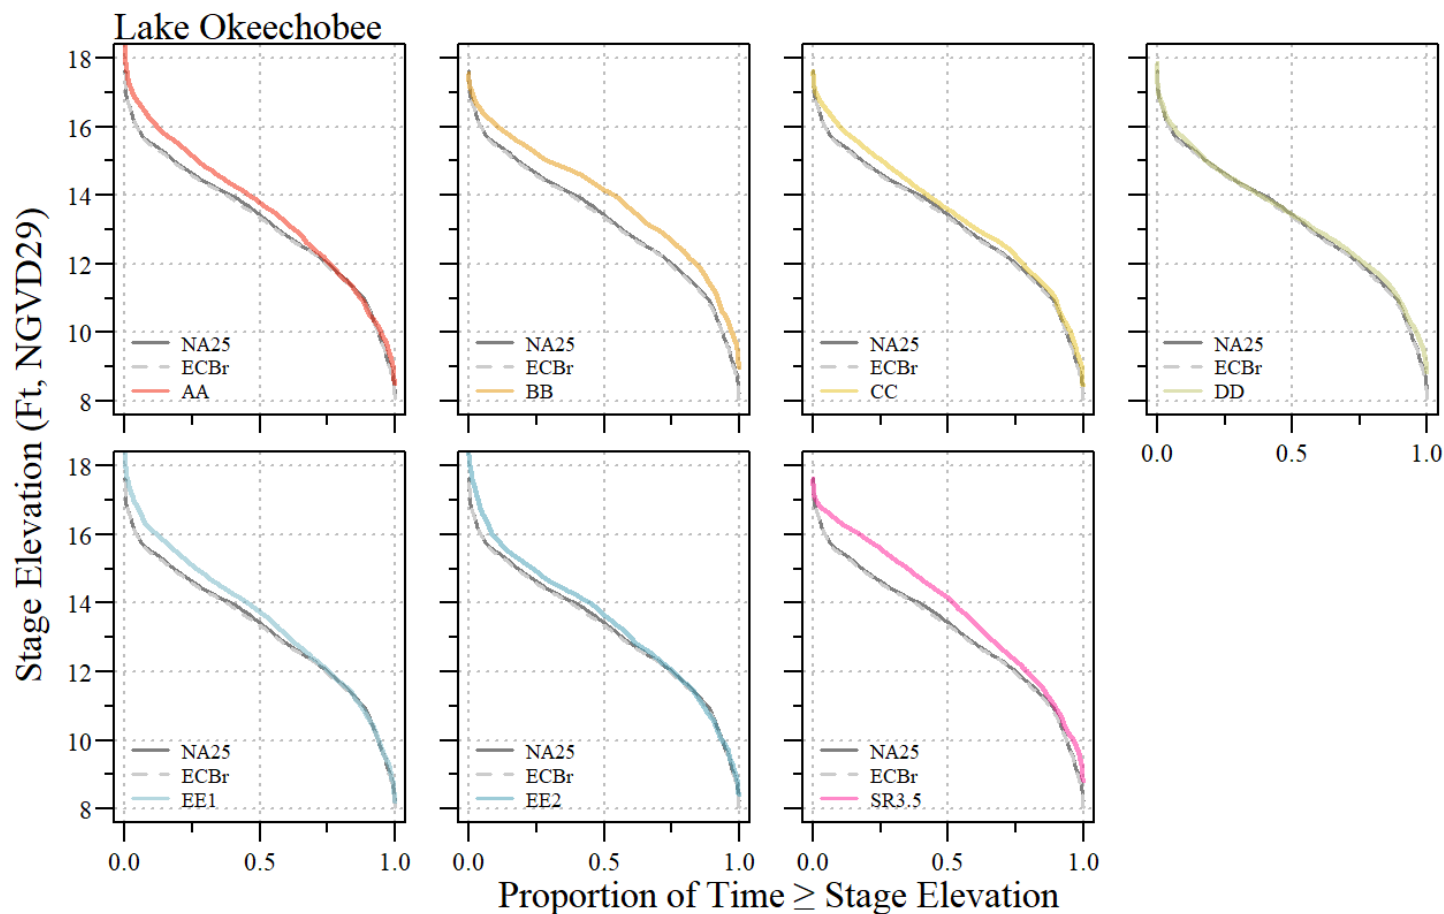 Lake Okeechobee
Stage Elevation (Ft, NGVD29)
18
16
14
12
10
8
NA25
ECBr
AA
NA25
ECBr
BB
NA25
ECBr
CC
NA25
ECBr
DD
0.0 0.5 1.0
18
16
14
12
10
8
NA25
ECBr
EE1
NA25
ECBr
EE2
NA25
ECBr
SR3.5
0.0 0.5 1.0
0.0 0.5 1.0
0.0 0.5 1.0
Proportion of Time ≥ Stage Elevation